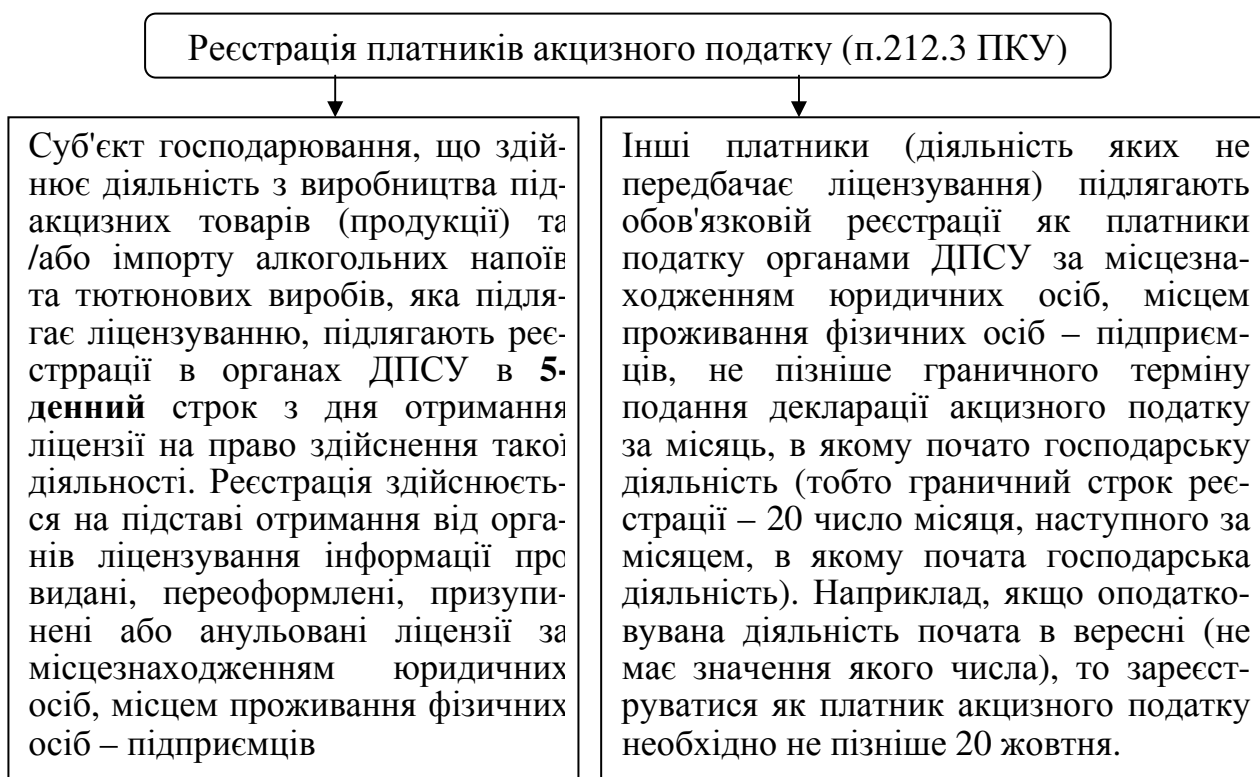 Реєстрація платників акцизного податку (п.212.3 ПКУ)
Суб'єкт господарювання, що здій-
нює діяльність з виробництва під-
акцизних товарів (продукції) та
/або імпорту алкогольних напоїв
та тютюнових виробів, яка підля-
гає ліцензуванню, підлягають реє-
стррації в органах ДПСУ в 5-
денний строк з дня отримання
ліцензії на право здійснення такої
діяльності. Реєстрація здійснюєть-
ся на підставі отримання від орга-
нів ліцензування інформації про
видані, переоформлені, призупи-
нені або анульовані ліцензії за
місцезнаходженням юридичних
осіб, місцем проживання фізичних
осіб – підприємців
Інші платники (діяльність яких не
передбачає ліцензування) підлягають
обов'язковій реєстрації як платники
податку органами ДПСУ за місцезна-
ходженням юридичних осіб, місцем
проживання фізичних осіб – підприєм-
ців, не пізніше граничного терміну
подання декларації акцизного податку
за місяць, в якому почато господарську
діяльність (тобто граничний строк реє-
страції – 20 число місяця, наступного за
місяцем, в якому почата господарська
діяльність). Наприклад, якщо оподатко-
вувана діяльність почата в вересні (не
має значення якого числа), то зареєст-
руватися як платник акцизного податку
необхідно не пізніше 20 жовтня.